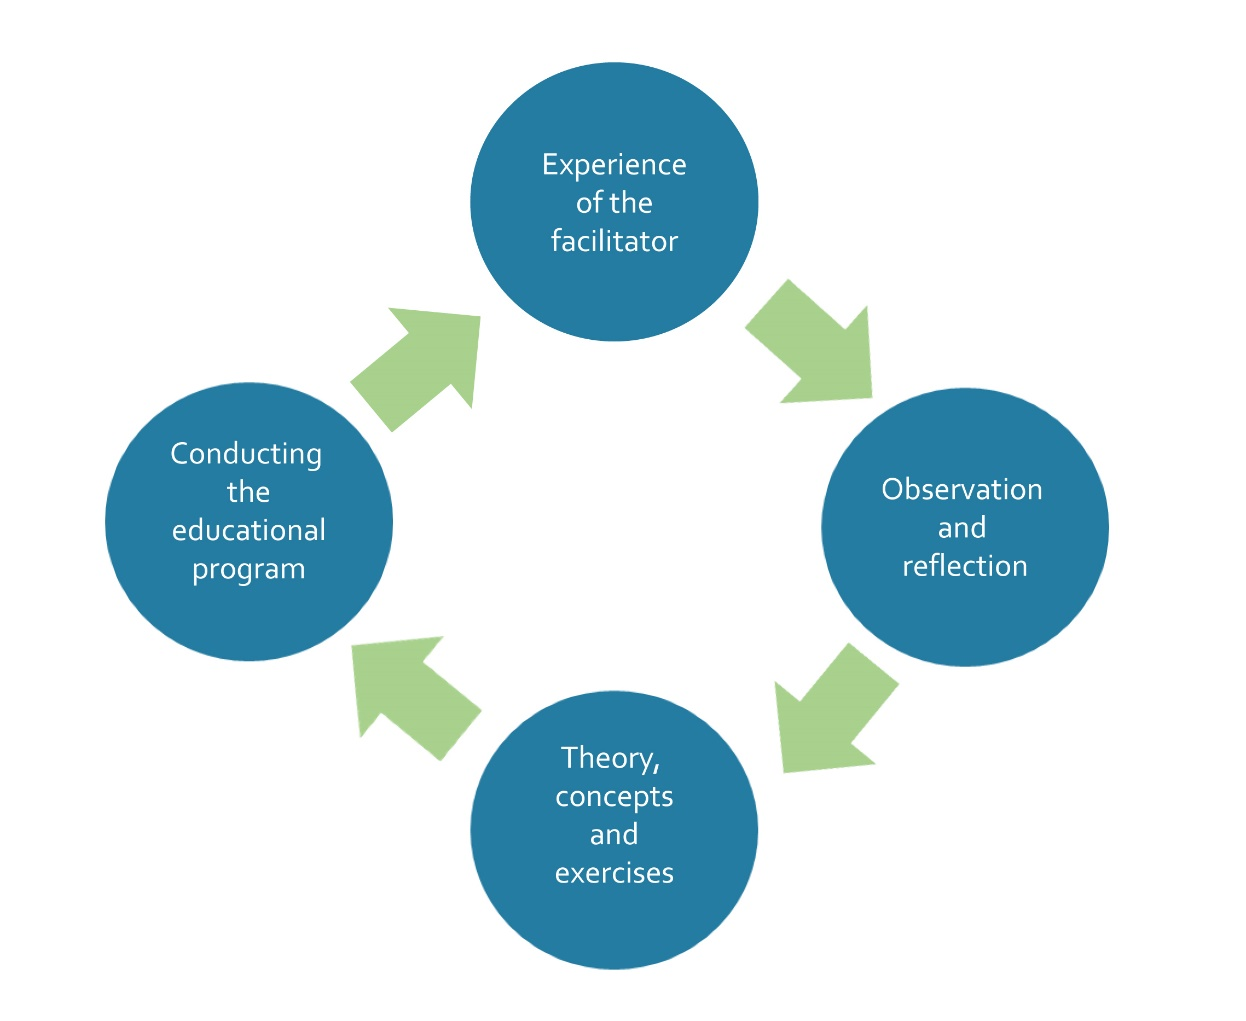 Experience
of the
facilitator
Observation
and
reflection
Theory,
concepts
and
exercises
Conducting
the
educational
program